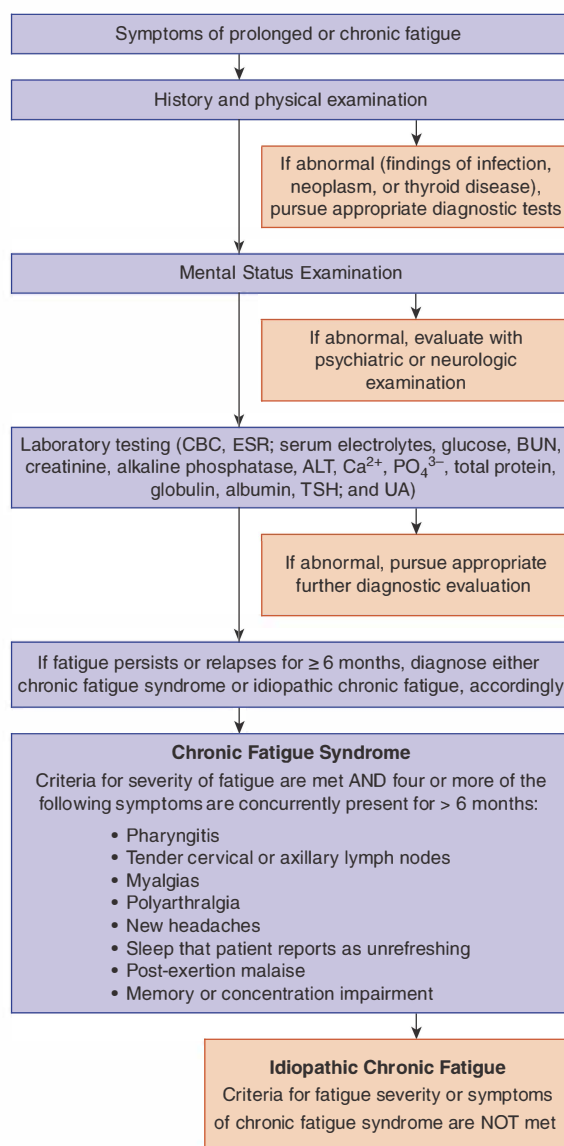 Symptoms of prolonged or chronic fatigue
History and physical examination
If abnormal (findings of infection,
neoplasm, or thyroid disease),
pursue appropriate diagnostic tests
Mental Status Examination
If abnormal, evaluate with
psychiatric or neurologic
examination
Laboratory testing (CBC, ESR; serum electrolytes, glucose, BUN,
creatinine, alkaline phosphatase, ALT, Ca²⁺, PO₄³⁻, total protein,
globulin, albumin, TSH; and UA)
If abnormal, pursue appropriate
further diagnostic evaluation
If fatigue persists or relapses for ≥ 6 months, diagnose either
chronic fatigue syndrome or idiopathic chronic fatigue, accordingly
Chronic Fatigue Syndrome
Criteria for severity of fatigue are met AND four or more of the
following symptoms are concurrently present for > 6 months:
• Pharyngitis
• Tender cervical or axillary lymph nodes
• Myalgias
• Polyarthralgia
• New headaches
• Sleep that patient reports as unrefreshing
• Post-exertion malaise
• Memory or concentration impairment
Idiopathic Chronic Fatigue
Criteria for fatigue severity or symptoms
of chronic fatigue syndrome are NOT met